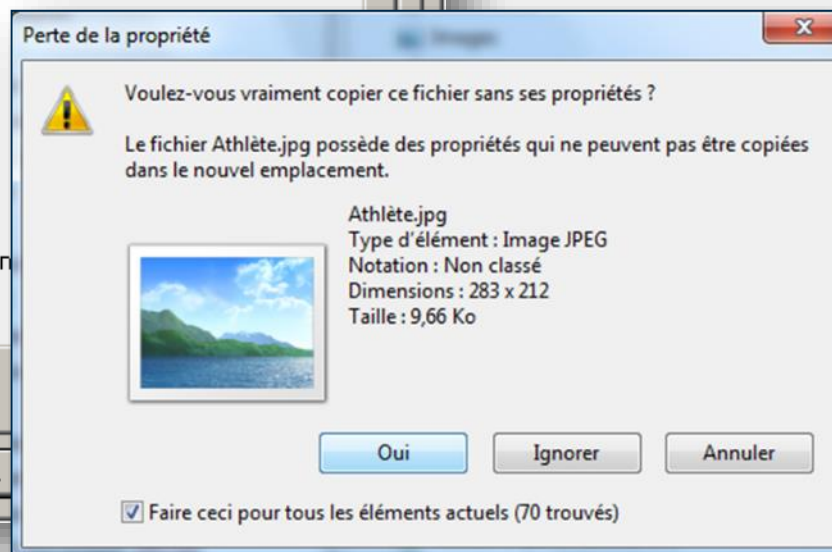 Perte de la propriété
Images
Voulez-vous vraiment copier ce fichier sans ses propriétés ?
Le fichier Athlète.jpg possède des propriétés qui ne peuvent pas être copiées
dans le nouvel emplacement.
Athlète.jpg
Type d'élément : Image JPEG
Notation : Non classé
Dimensions : 283 x 212
Taille : 9,66 Ko
Oui
Ignorer
Annuler
Faire ceci pour tous les éléments actuels (70 trouvés)